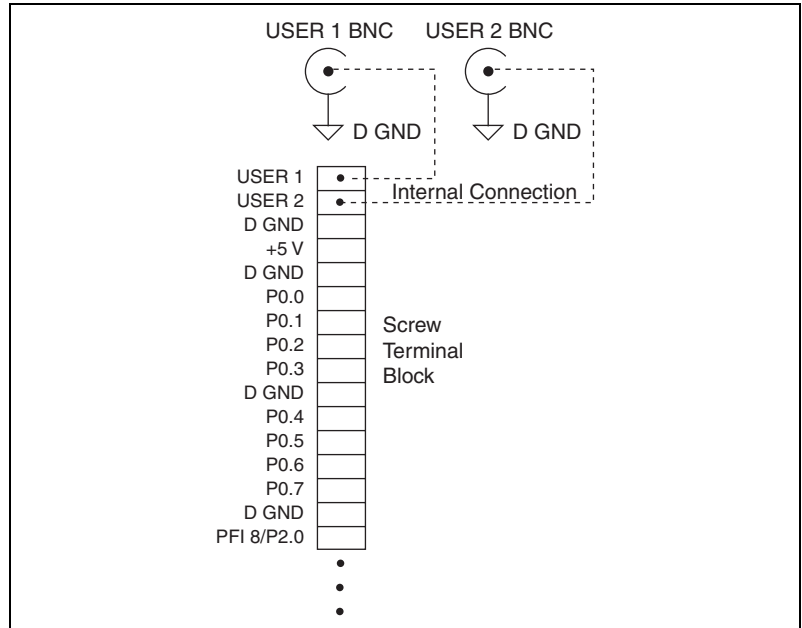 USER 1 BNC
USER 2 BNC
D GND
D GND
USER 1
USER 2
Internal Connection
D GND
+5 V
D GND
P0.0
P0.1
P0.2
P0.3
D GND
P0.4
P0.5
P0.6
P0.7
D GND
PFI 8/P2.0
Screw
Terminal
Block